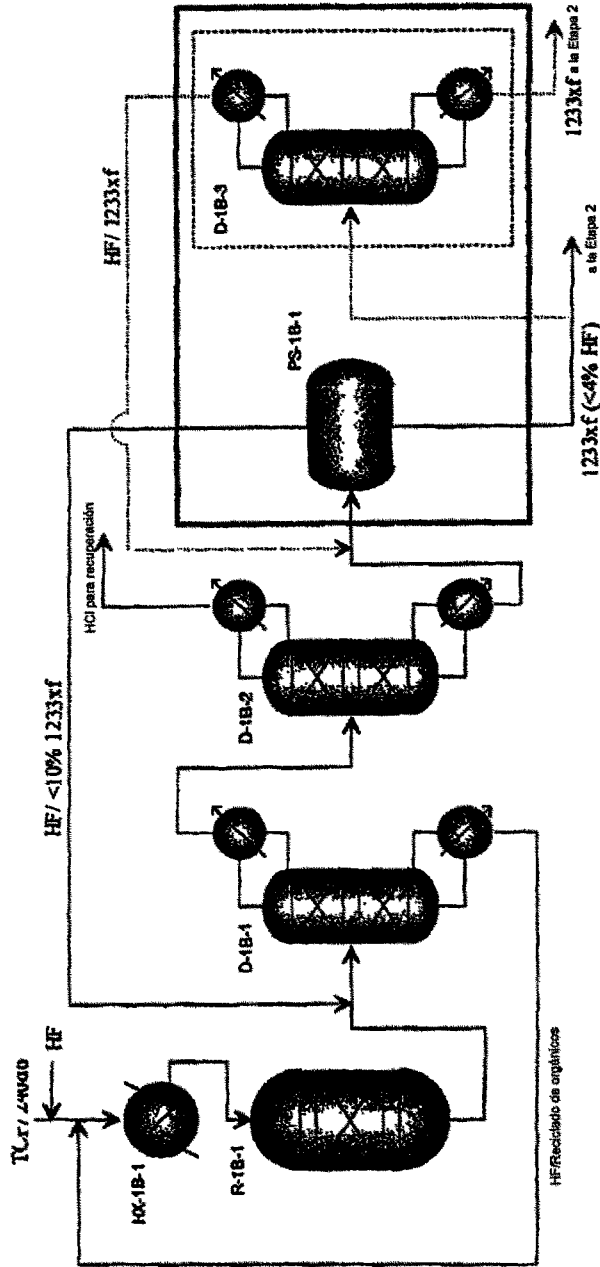 HF
HX-1B-1
R-1B-1
HF/Reciclado de orgánicos
HF/ <10% 1233xf
D-1B-1
HCl para recuperación
D-1B-2
HF/ 1233xf
PS-1B-1
D-1B-3
1233xf (<4% HF)
a la Etapa 2
1233xf a la Etapa 2